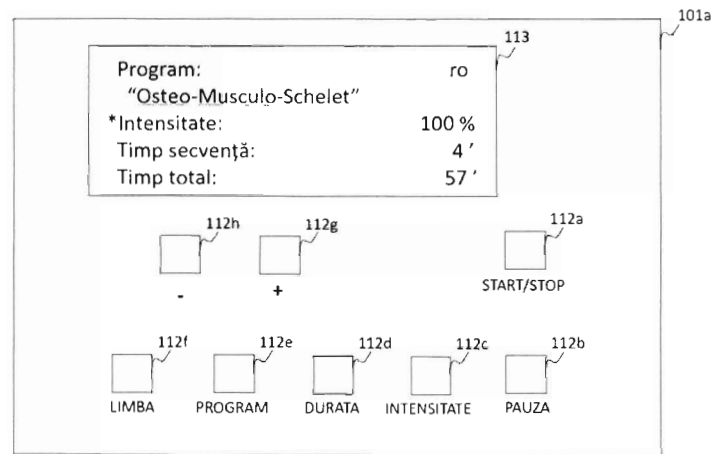 101a
113
Program: ro
“Osteo-Musculo-Schelet”
*Intensitate: 100 %
Timp secvență: 4 ′
Timp total: 57 ′
112h 112g 112a
- + START/STOP
112f 112e 112d 112c 112b
LIMBA PROGRAM DURATA INTENSITATE PAUZA